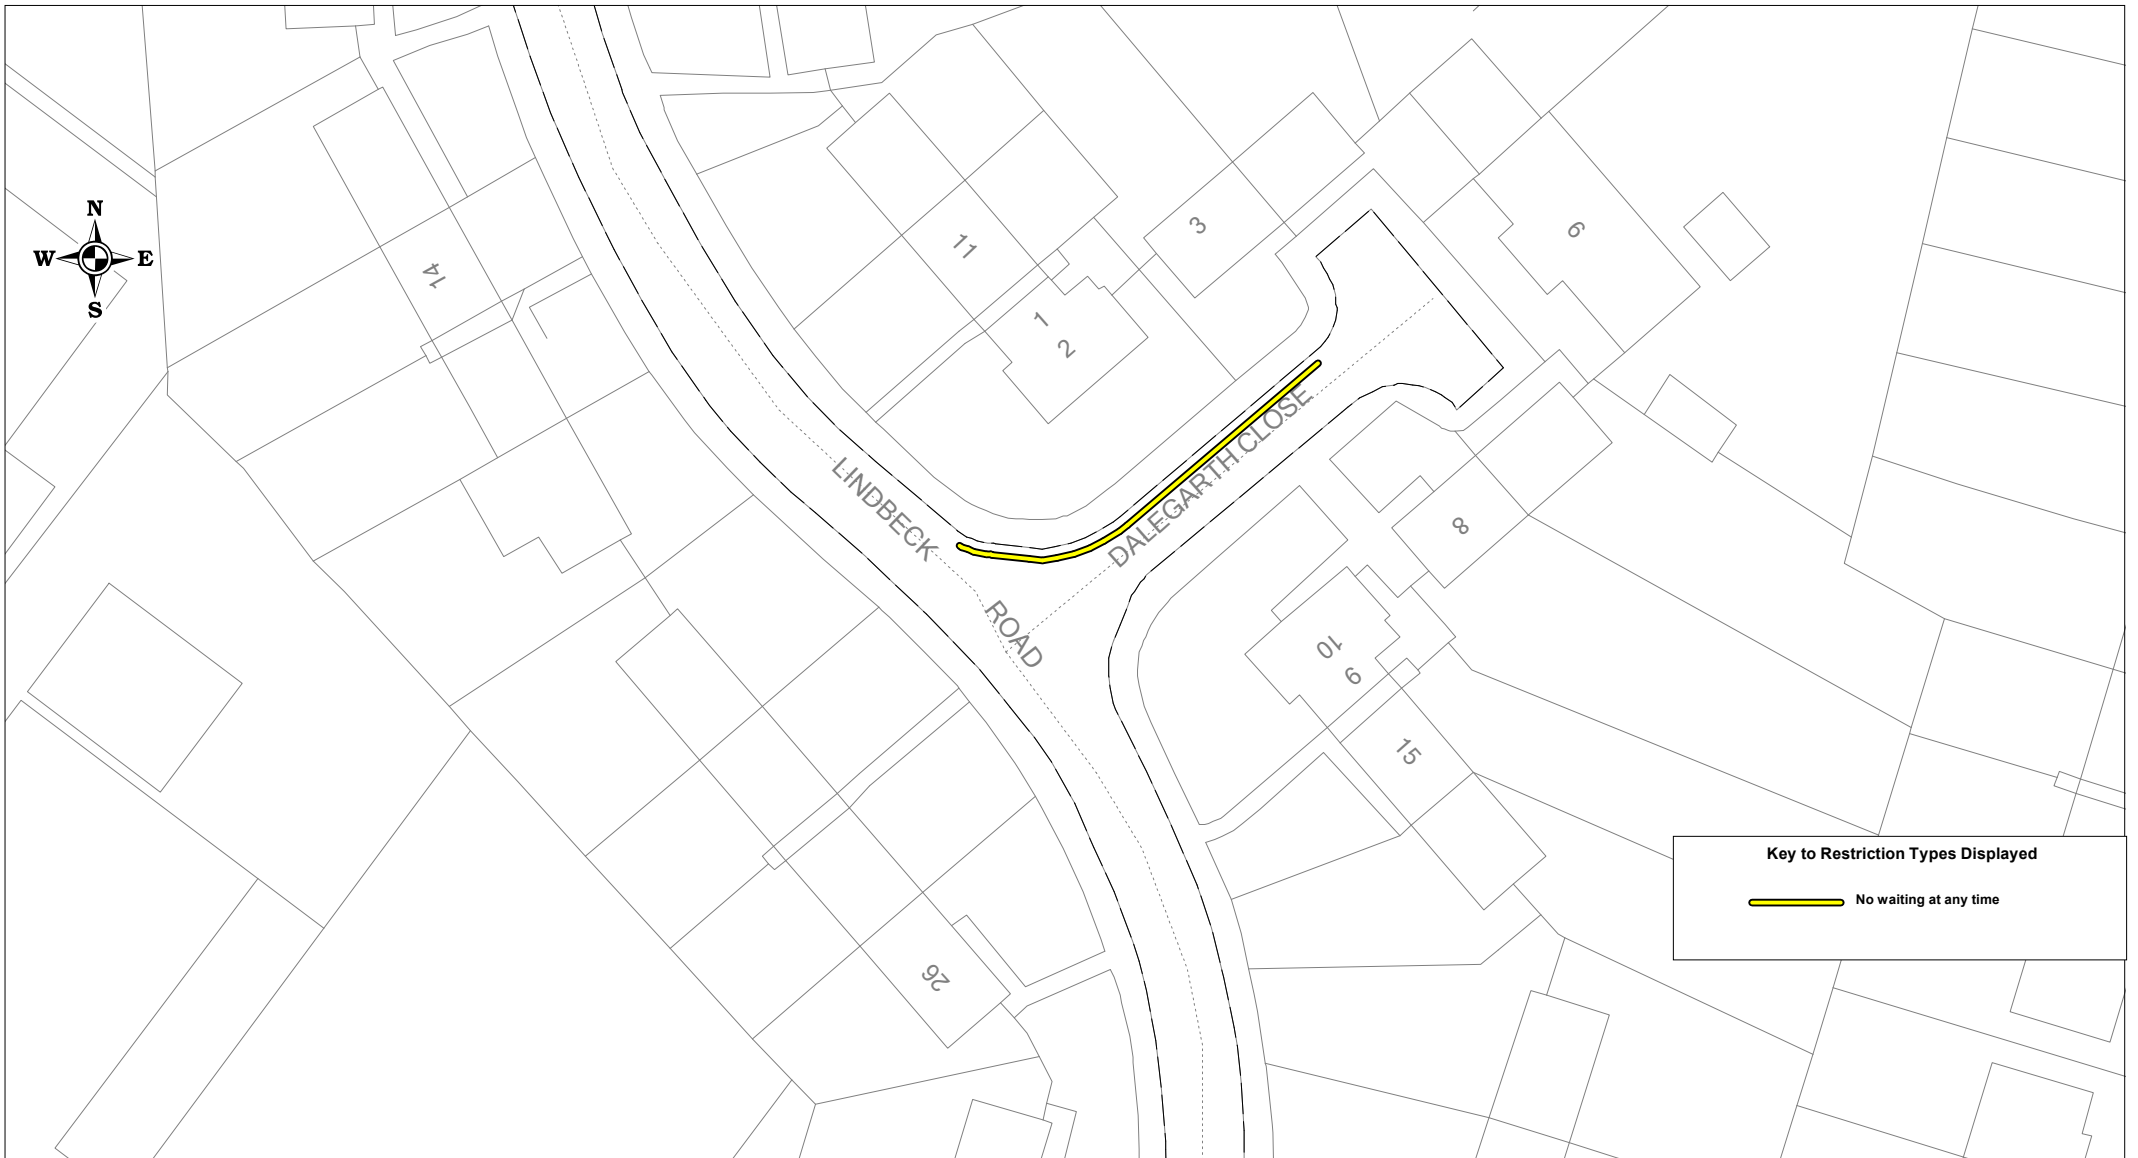 N
W E
S
14
11
3
6
1
2
LINDBECK
ROAD
DALEGARTH CLOSE
8
10
9
15
26
Key to Restriction Types Displayed
No waiting at any time